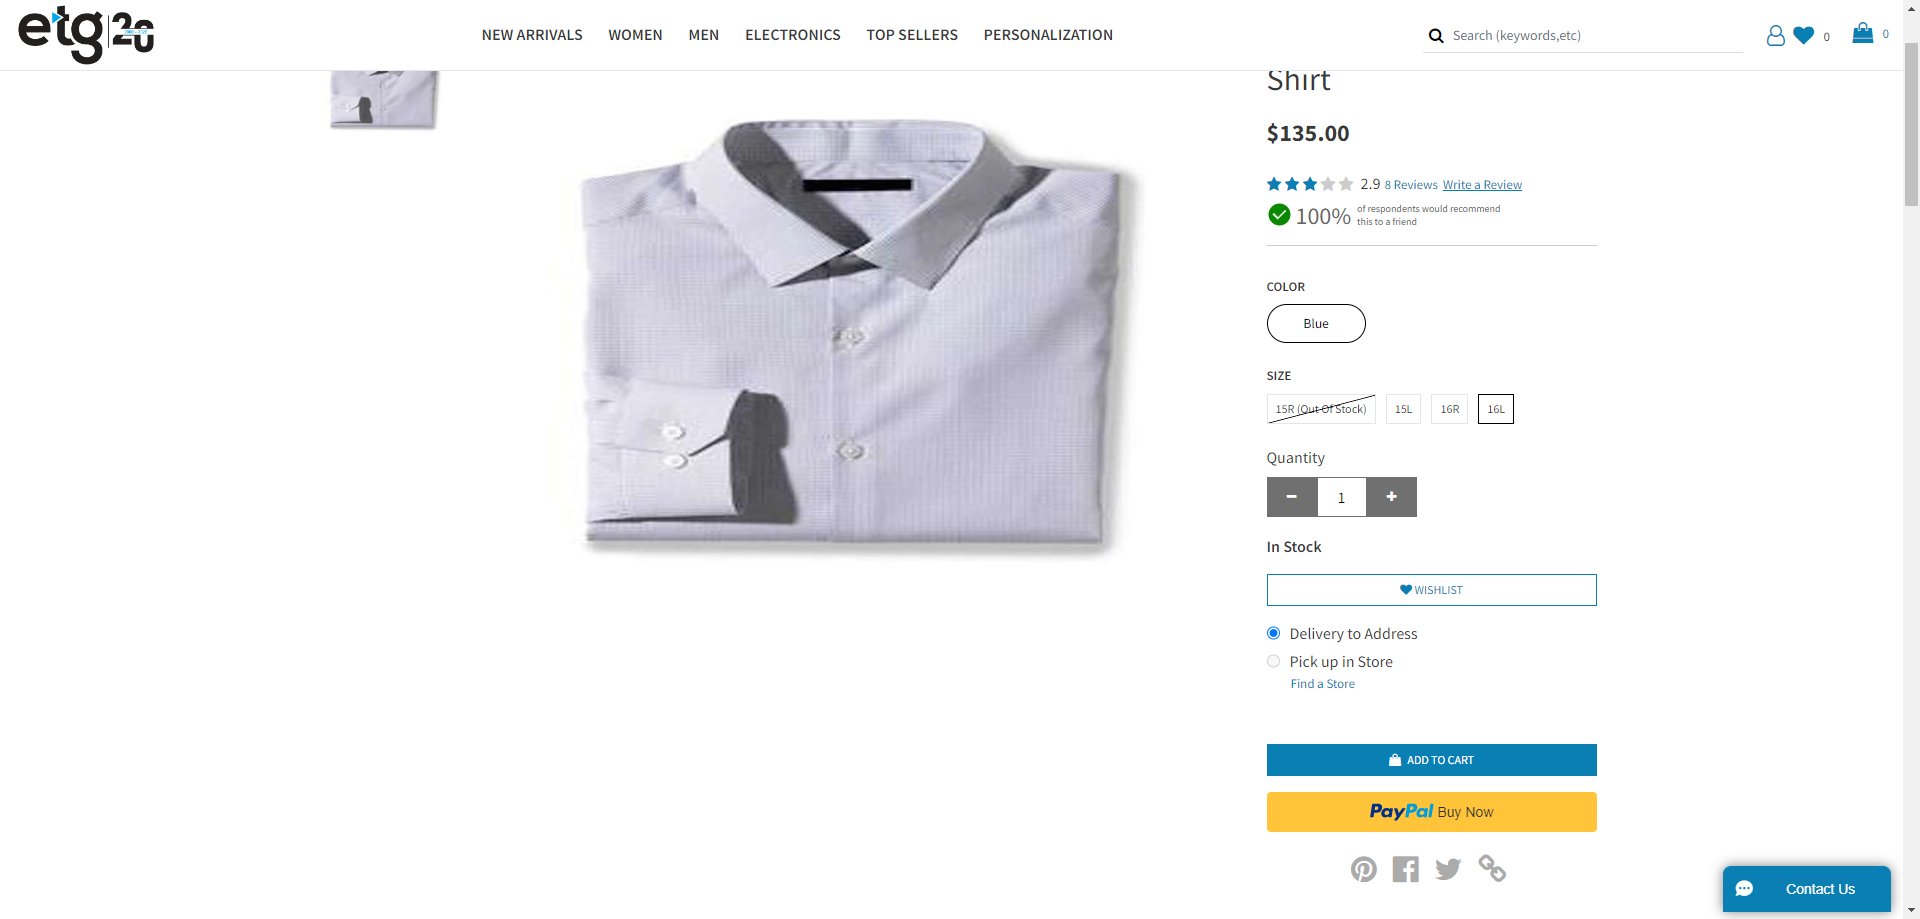 etg 20
NEW ARRIVALS WOMEN MEN ELECTRONICS TOP SELLERS PERSONALIZATION
Search (keywords,etc)
0
0
Shirt
$135.00
2.9 8 Reviews Write a Review
100% of respondents would recommend
this to a friend
COLOR
Blue
SIZE
15R (Out Of Stock) 15L 16R 16L
Quantity
− 1 +
In Stock
WISHLIST
Delivery to Address
Pick up in Store
Find a Store
ADD TO CART
PayPal Buy Now
Contact Us